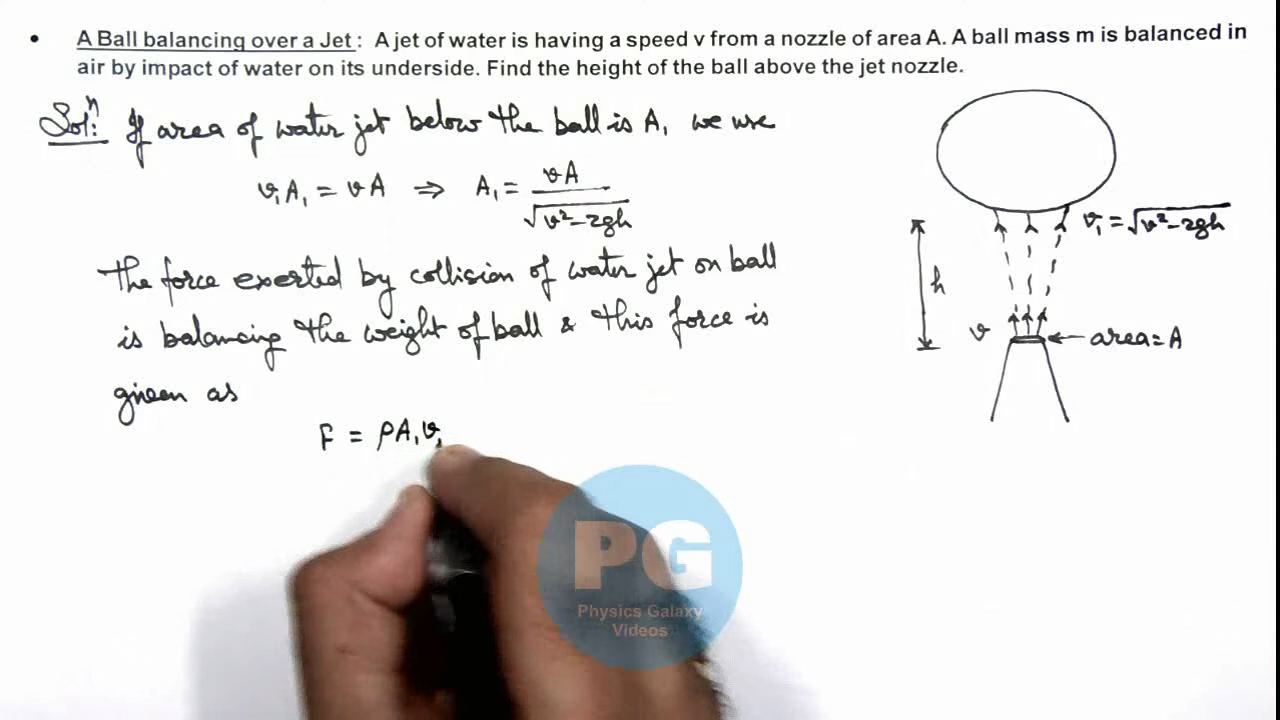 • A Ball balancing over a Jet : A jet of water is having a speed v from a nozzle of area A. A ball mass m is balanced in
air by impact of water on its underside. Find the height of the ball above the jet nozzle.
Solⁿ: If area of water jet below the ball is A₁ we use
v₁A₁ = vA ⇒ A₁ = vA / √(v²-2gh)
The force exerted by collision of water jet on ball
is balancing the weight of ball & this force is
given as
F = ρA₁v₁
v₁ = √(v²-2gh)
h
v
area = A
PG
Physics Galaxy
Videos